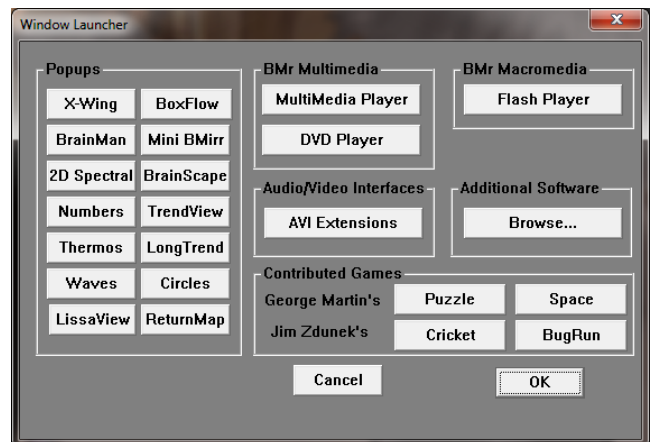 Window Launcher
Popups
X-Wing BoxFlow
BrainMan Mini BMirr
2D Spectral BrainScape
Numbers TrendView
Thermos LongTrend
Waves Circles
LissaView ReturnMap
BMr Multimedia
MultiMedia Player
DVD Player
BMr Macromedia
Flash Player
Audio/Video Interfaces
AVI Extensions
Additional Software
Browse...
Contributed Games
George Martin's Puzzle Space
Jim Zdunek's Cricket BugRun
Cancel OK